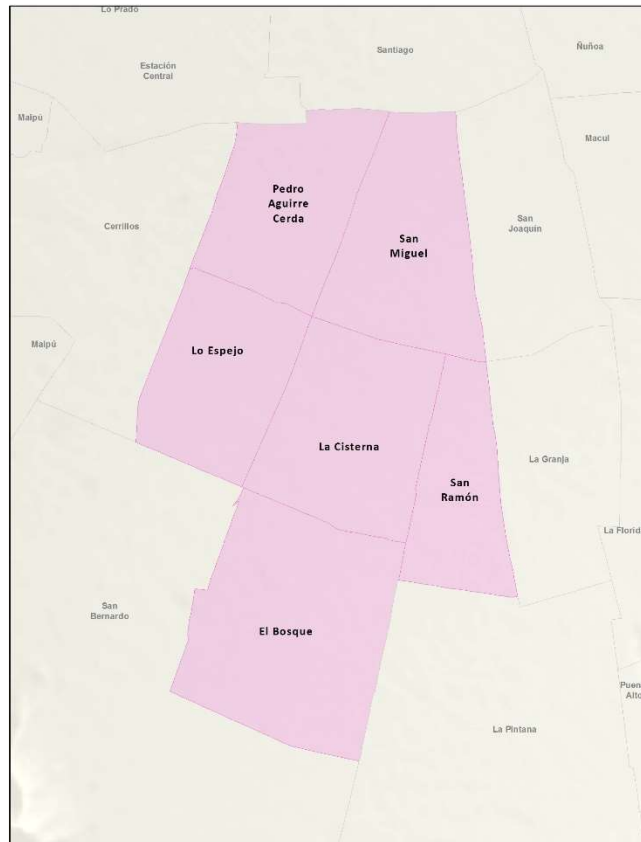 Lo Prado
Santiago
Ñuñoa
Estación
Central
Maipú
Macul
Pedro
Aguirre
Cerda
San
Joaquín
Cerrillos
San
Miguel
Maipú
Lo Espejo
La Cisterna
La Granja
San
Ramón
La Florid
San
Bernardo
El Bosque
Puen
Alto
La Pintana